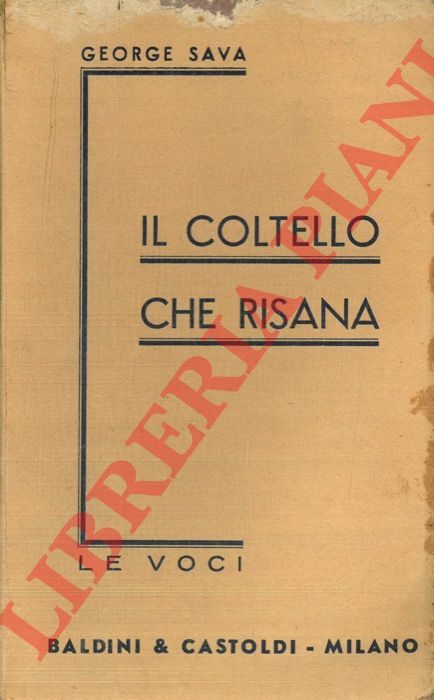 GEORGE SAVA
IL COLTELLO
CHE RISANA
LE VOCI
BALDINI & CASTOLDI - MILANO
LIBRERIA PIANI